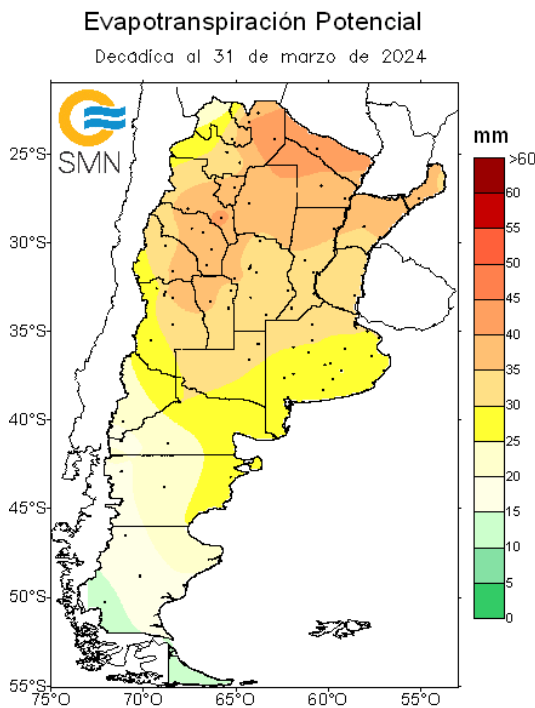 Evapotranspiración Potencial
Decádica al 31 de marzo de 2024
SMN
mm
>60
60
55
50
45
40
35
30
25
20
15
10
5
0
25°S
30°S
35°S
40°S
45°S
50°S
55°S
75°O 70°O 65°O 60°O 55°O